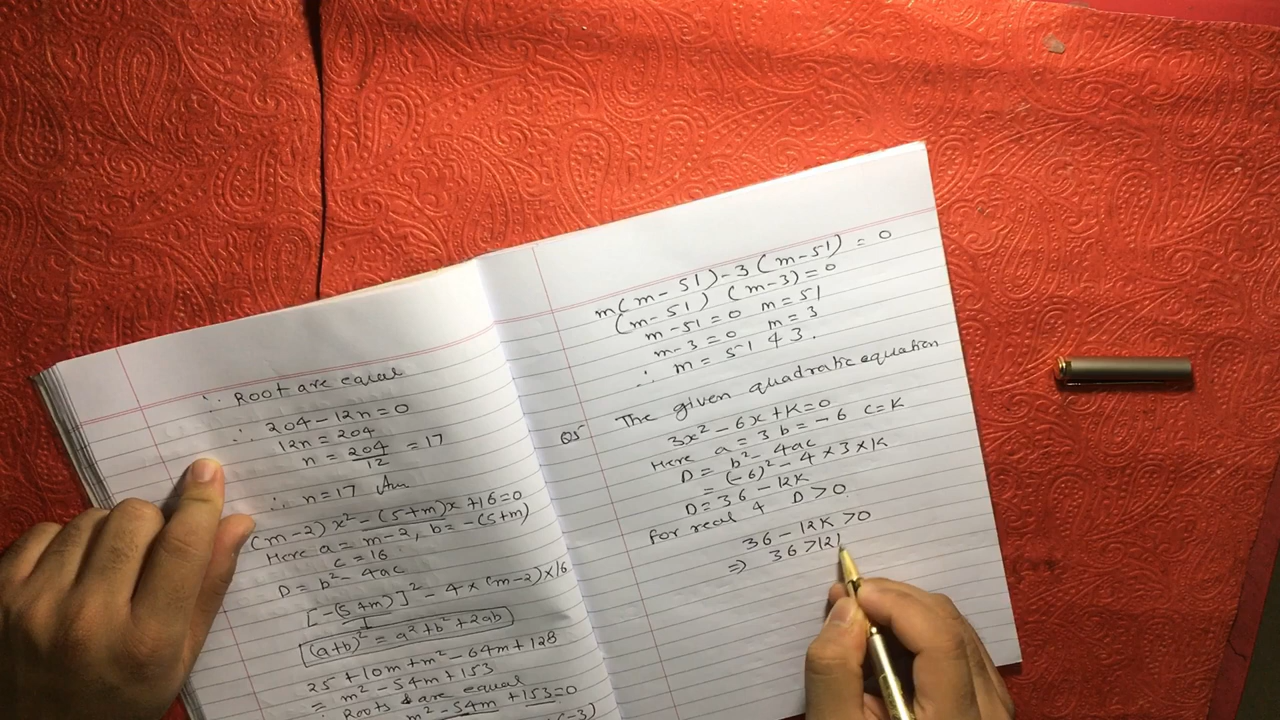 ∴ Root are equal
∴ 204 - 12n = 0
12n = 204
n = 204/12 = 17
∴ n = 17 Ans
(m-2)x² - (5+m)x + 16 = 0
Here a = m-2, b = -(5+m)
c = 16
D = b² - 4ac
[-(5+m)]² - 4 × (m-2) × 16
(a+b)² = a² + b² + 2ab
25 + 10m + m² - 64m + 128
= m² - 54m + 153
∵ Roots are equal
m² - 54m + 153 = 0
m(m-51) - 3(m-51) = 0
(m-51) (m-3) = 0
m-51 = 0 m = 51
m-3 = 0 m = 3
∴ m = 51 & 3.
Q5 The given quadratic equation
3x² - 6x + K = 0
Here a = 3 b = -6 c = K
D = b² - 4ac
= (-6)² - 4 × 3 × K
D = 36 - 12K
for real & D > 0
36 - 12K > 0
⇒ 36 > 12